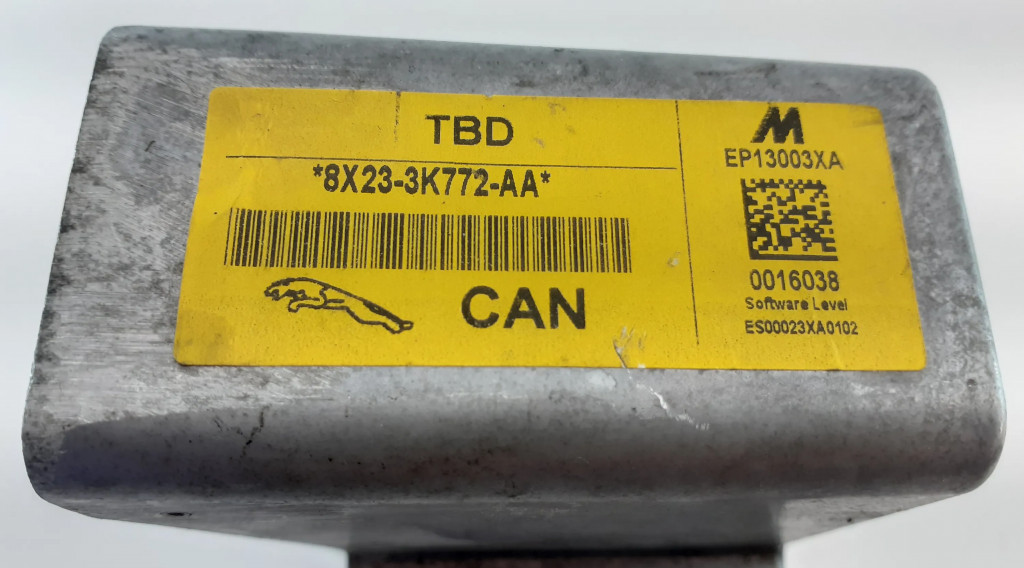 TBD
*8X23-3K772-AA*
CAN
M
EP13003XA
0016038
Software Level
ES00023XA0102